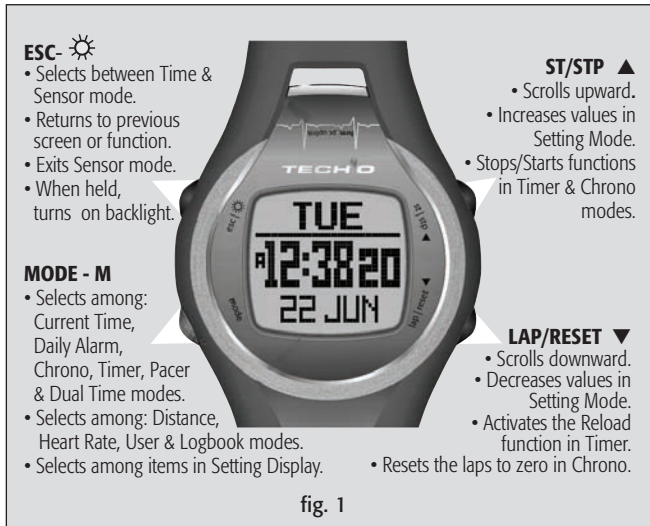 ESC-
• Selects between Time &
Sensor mode.
• Returns to previous
screen or function.
• Exits Sensor mode.
• When held,
turns on backlight.
MODE - M
• Selects among:
Current Time,
Daily Alarm,
Chrono, Timer, Pacer
& Dual Time modes.
• Selects among: Distance,
Heart Rate, User & Logbook modes.
• Selects among items in Setting Display.
TECH O
esc /
st | stp ▲
TUE
A 12:38 20
22 JUN
mode
lap | reset ▼
ST/STP ▲
• Scrolls upward.
• Increases values in
Setting Mode.
• Stops/Starts functions
in Timer & Chrono
modes.
LAP/RESET ▼
• Scrolls downward.
• Decreases values in
Setting Mode.
• Activates the Reload
function in Timer.
• Resets the laps to zero in Chrono.
fig. 1